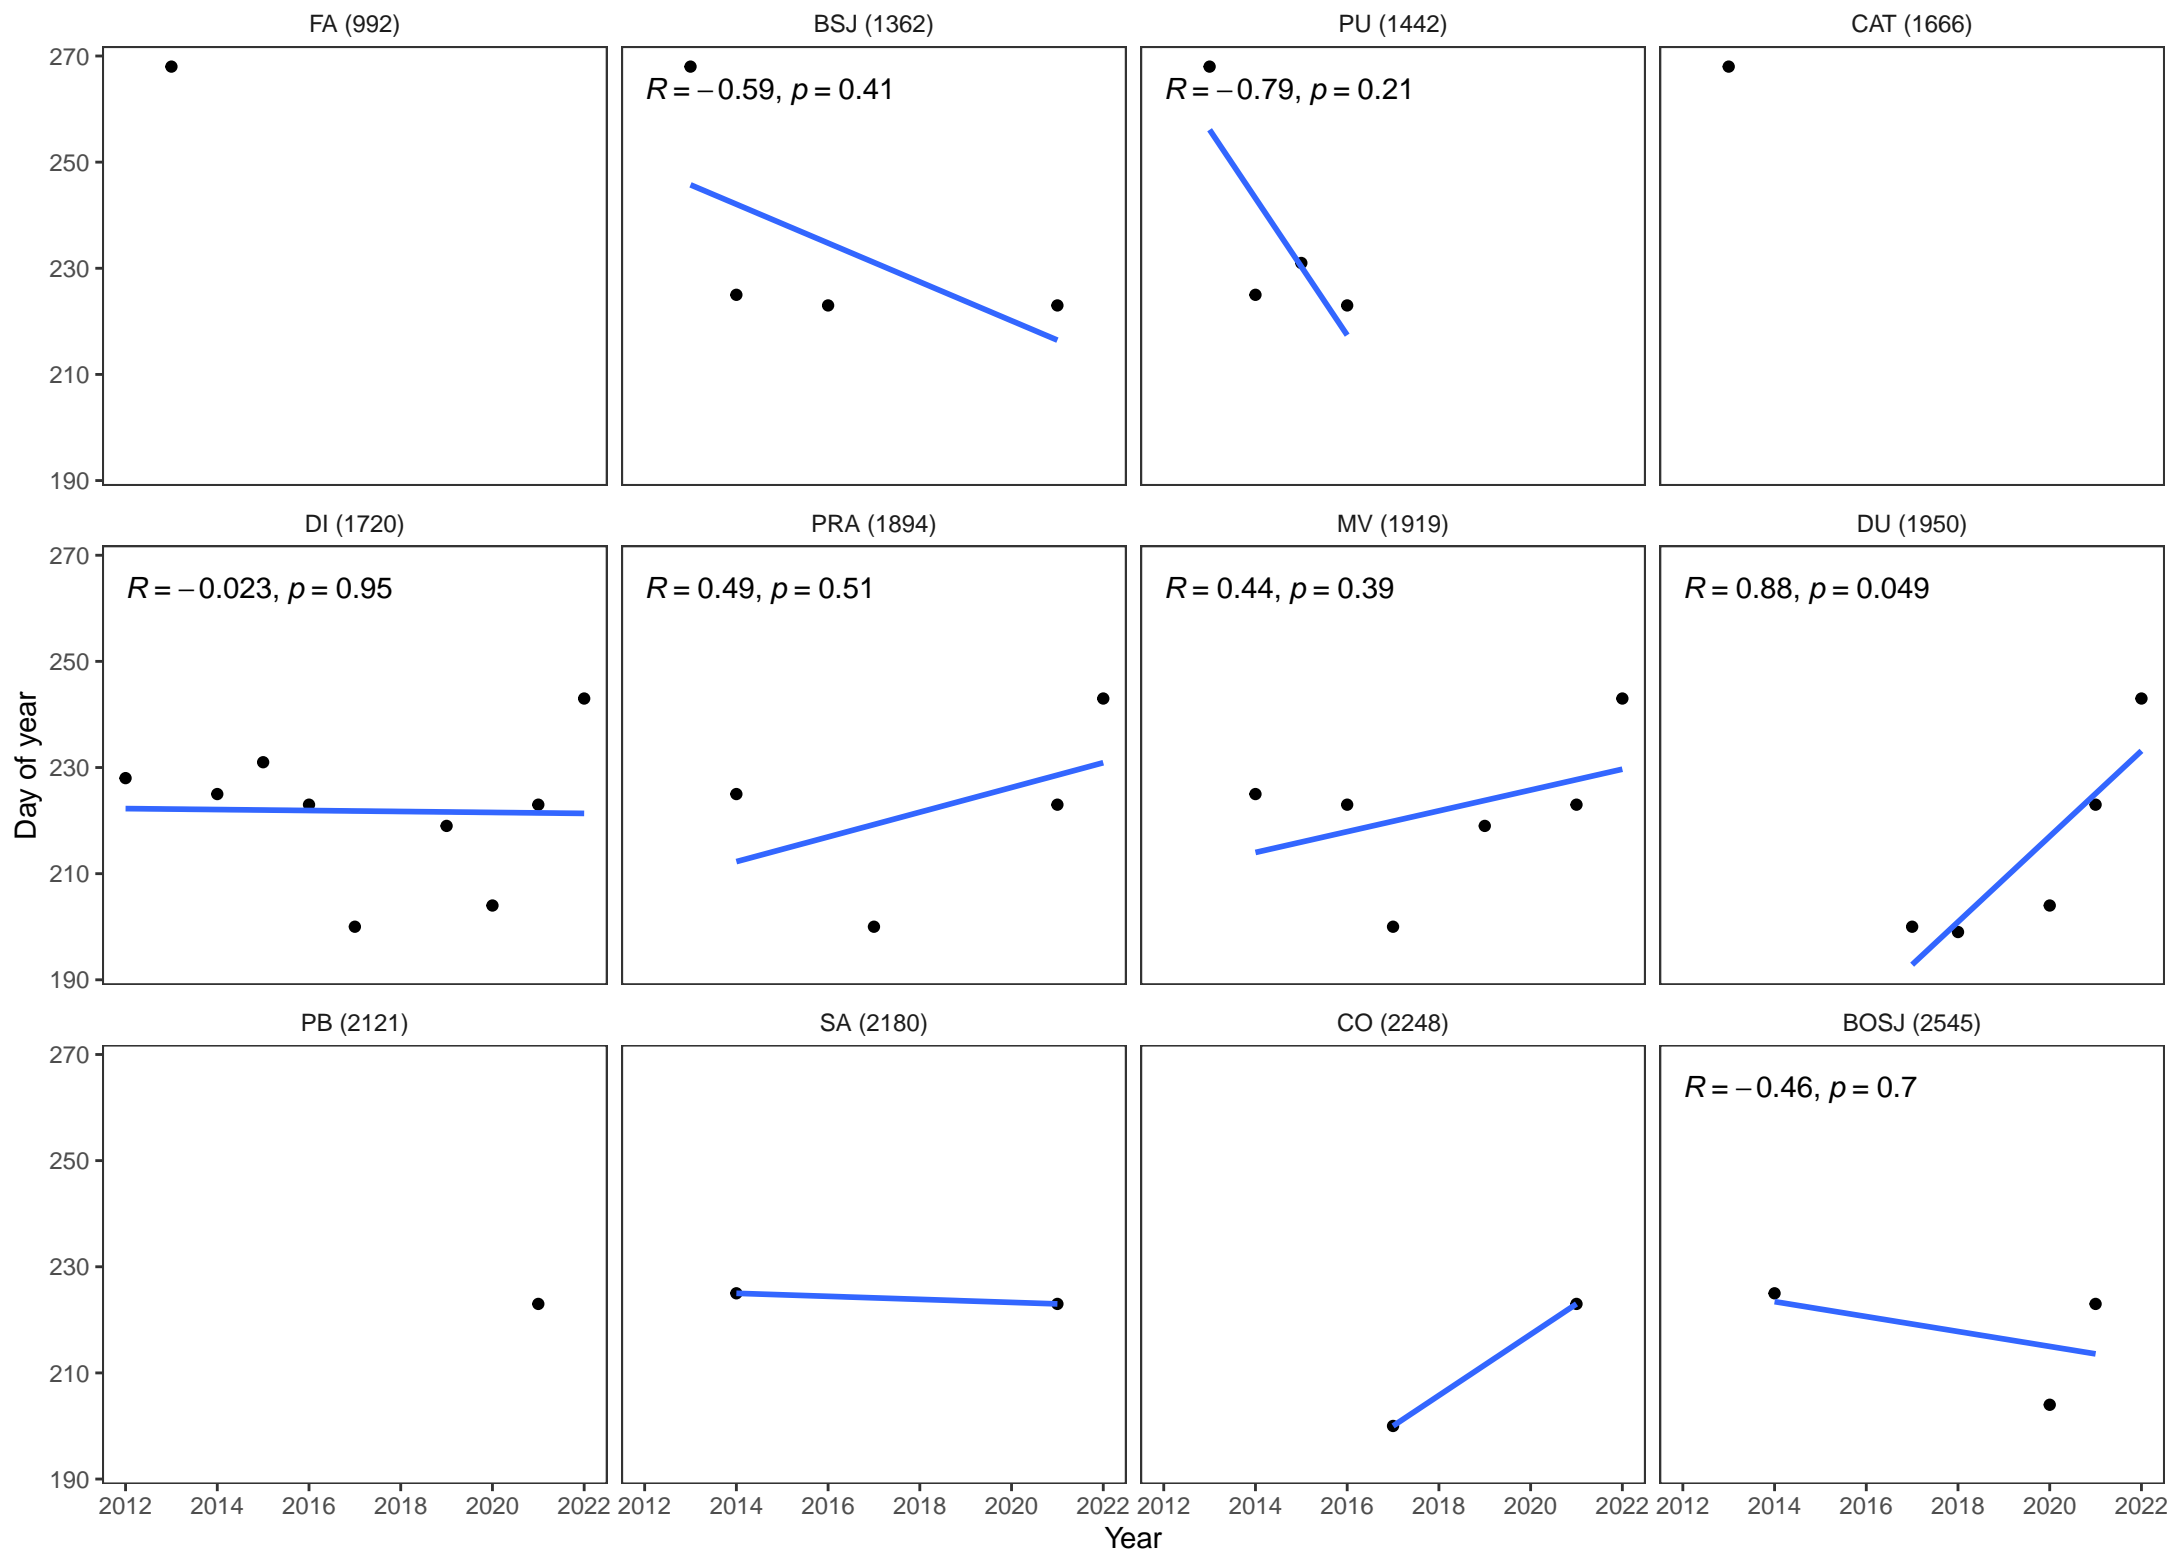 FA (992)
BSJ (1362)
PU (1442)
CAT (1666)
270
250
230
210
190
R = −0.59, p = 0.41
R = −0.79, p = 0.21
DI (1720)
PRA (1894)
MV (1919)
DU (1950)
270
250
230
210
190
R = −0.023, p = 0.95
R = 0.49, p = 0.51
R = 0.44, p = 0.39
R = 0.88, p = 0.049
Day of year
PB (2121)
SA (2180)
CO (2248)
BOSJ (2545)
270
250
230
210
190
R = −0.46, p = 0.7
2012 2014 2016 2018 2020 2022
2012 2014 2016 2018 2020 2022
2012 2014 2016 2018 2020 2022
2012 2014 2016 2018 2020 2022
Year